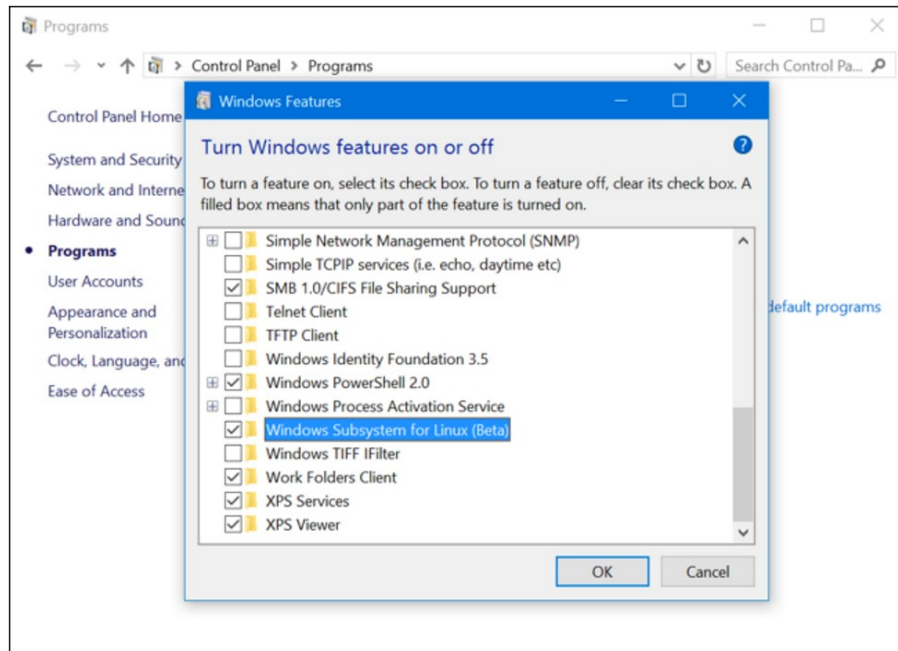 Programs
Control Panel > Programs
Search Control Pa...
Control Panel Home
System and Security
Network and Interne
Hardware and Sound
Programs
User Accounts
Appearance and
Personalization
Clock, Language, and
Ease of Access
default programs
Windows Features
Turn Windows features on or off
To turn a feature on, select its check box. To turn a feature off, clear its check box. A
filled box means that only part of the feature is turned on.
Simple Network Management Protocol (SNMP)
Simple TCPIP services (i.e. echo, daytime etc)
SMB 1.0/CIFS File Sharing Support
Telnet Client
TFTP Client
Windows Identity Foundation 3.5
Windows PowerShell 2.0
Windows Process Activation Service
Windows Subsystem for Linux (Beta)
Windows TIFF IFilter
Work Folders Client
XPS Services
XPS Viewer
OK
Cancel